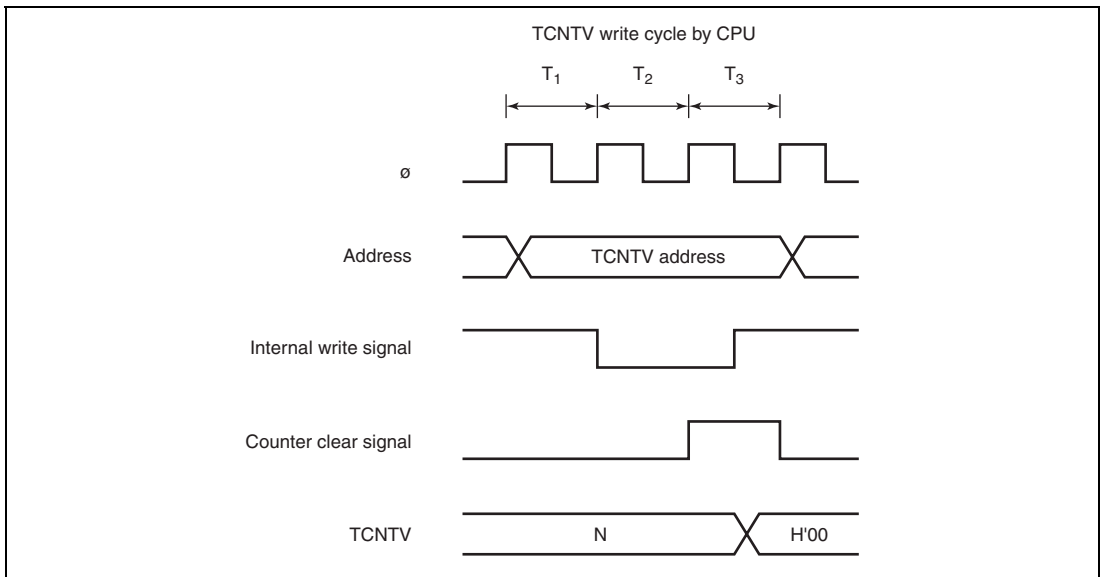 TCNTV write cycle by CPU
T1 T2 T3
ø
Address TCNTV address
Internal write signal
Counter clear signal
TCNTV N H'00